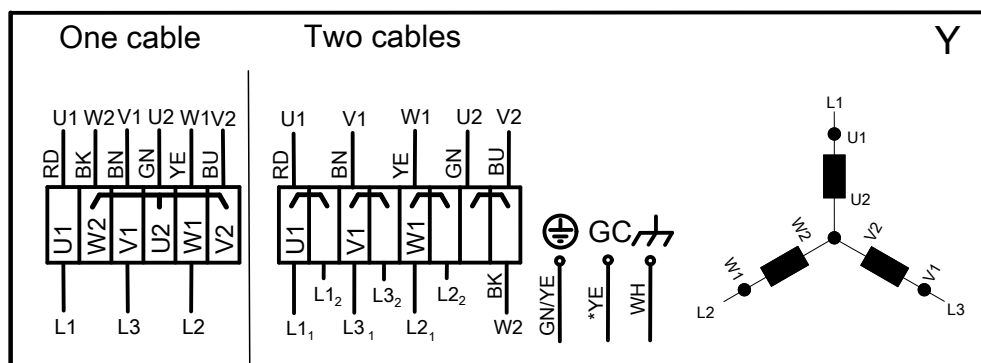 One cable
Two cables
Y
U1 W2 V1 U2 W1 V2
RD BK BN GN YE BU
U1 W2 V1 U2 W1 V2
L1 L3 L2
U1 V1 W1 U2 V2
RD BN YE GN BU
U1 V1 W1
L1₂ L3₂ L2₂ BK
L1₁ L3₁ L2₁ W2
GC
GN/YE *YE WH
L1
U1
U2
W2 V2
W1 V1
L2 L3